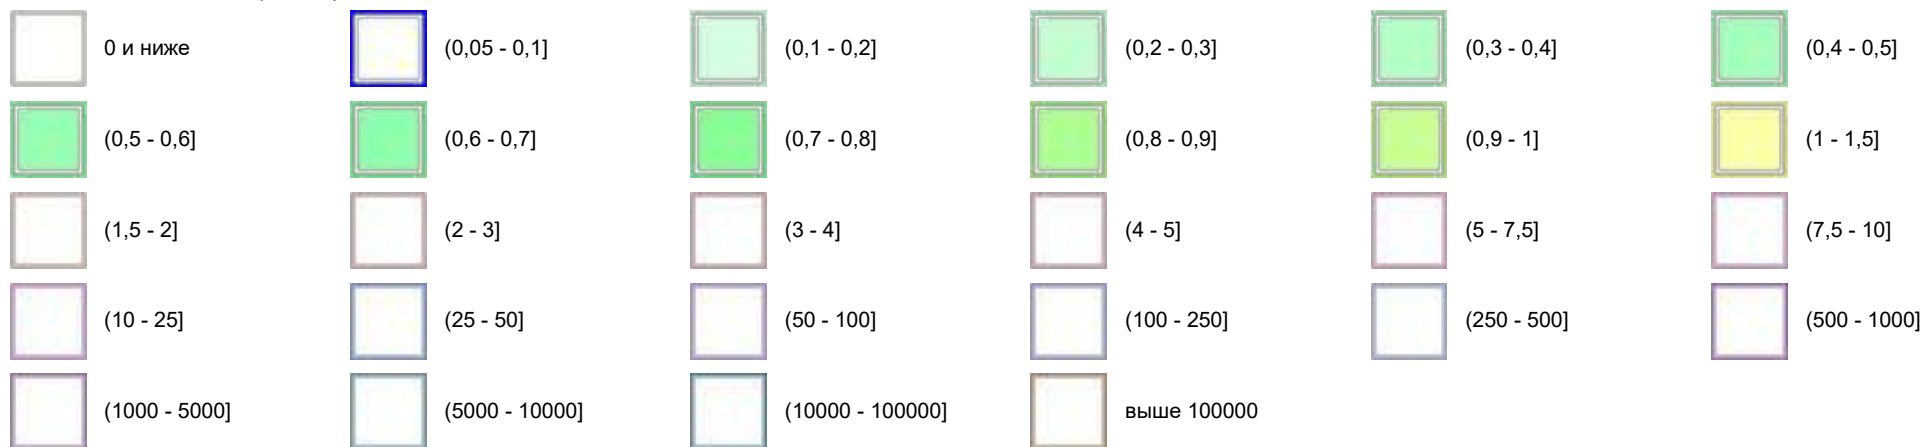 0 и ниже (0,05 - 0,1] (0,1 - 0,2] (0,2 - 0,3] (0,3 - 0,4] (0,4 - 0,5]
(0,5 - 0,6] (0,6 - 0,7] (0,7 - 0,8] (0,8 - 0,9] (0,9 - 1] (1 - 1,5]
(1,5 - 2] (2 - 3] (3 - 4] (4 - 5] (5 - 7,5] (7,5 - 10]
(10 - 25] (25 - 50] (50 - 100] (100 - 250] (250 - 500] (500 - 1000]
(1000 - 5000] (5000 - 10000] (10000 - 100000] выше 100000